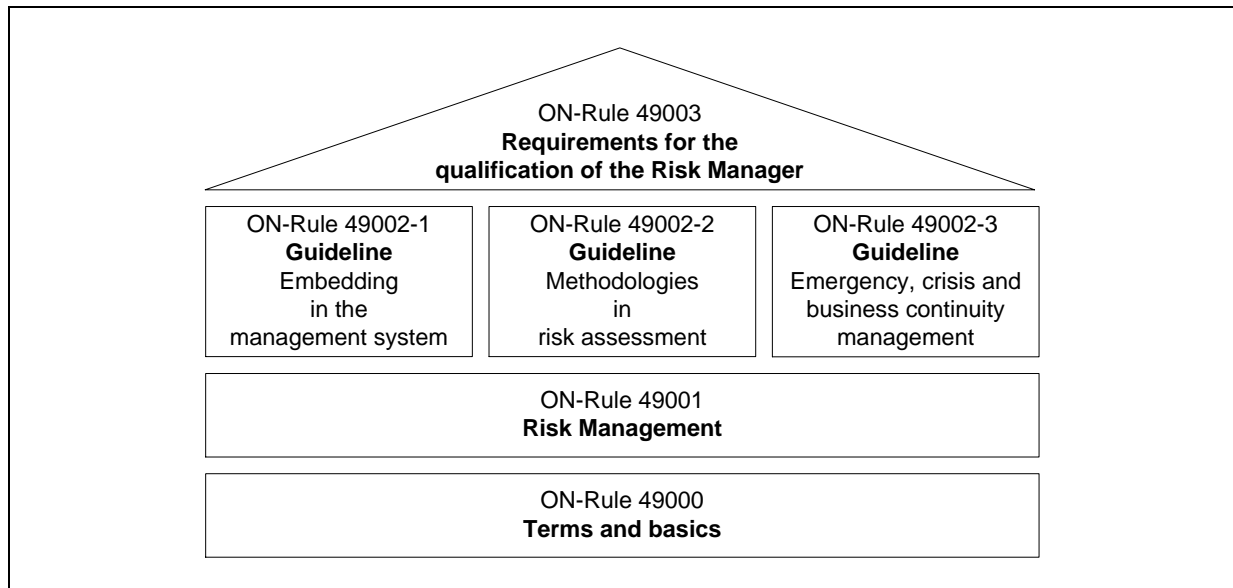 ON-Rule 49003
Requirements for the
qualification of the Risk Manager
ON-Rule 49002-1
Guideline
Embedding
in the
management system
ON-Rule 49002-2
Guideline
Methodologies
in
risk assessment
ON-Rule 49002-3
Guideline
Emergency, crisis and
business continuity
management
ON-Rule 49001
Risk Management
ON-Rule 49000
Terms and basics